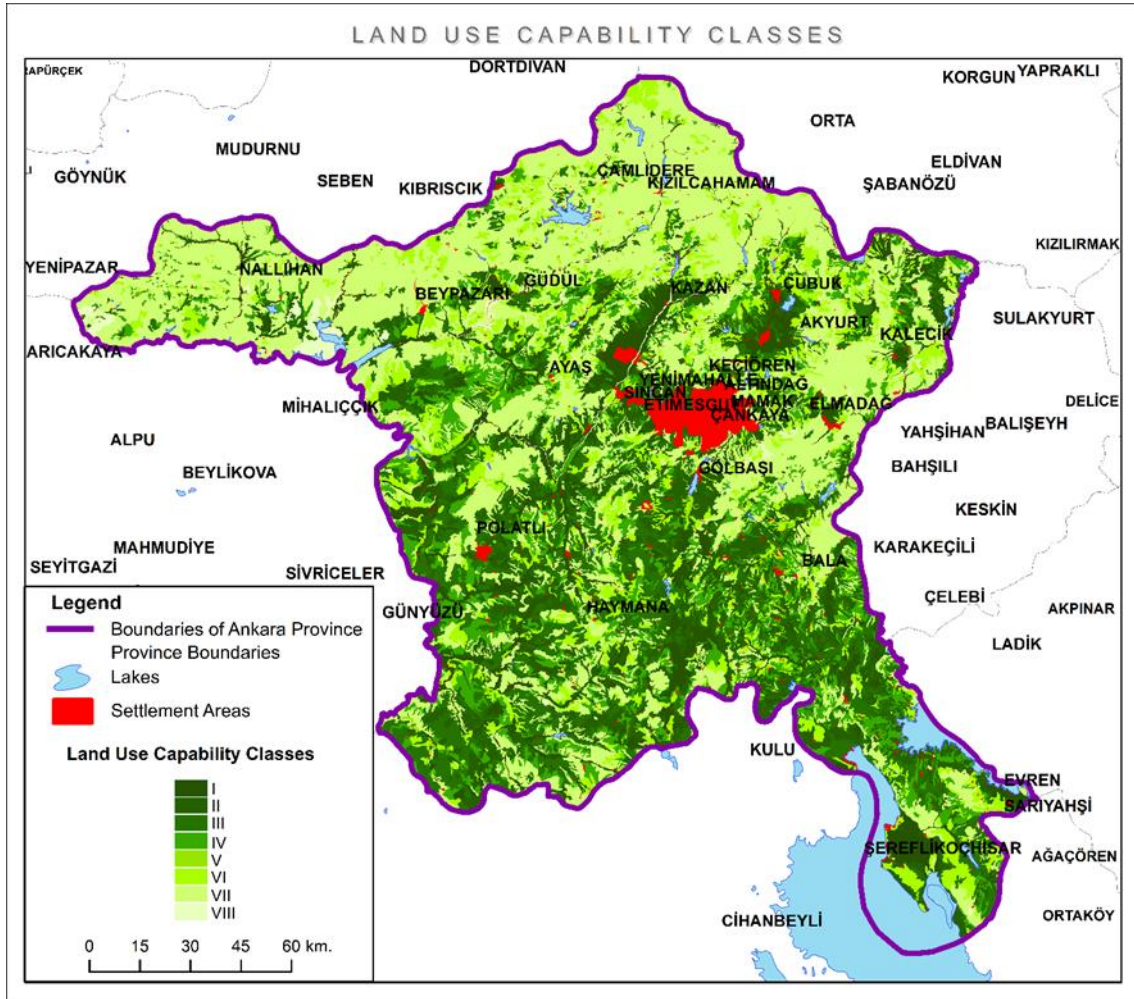 LAND USE CAPABILITY CLASSES
RAPÜRÇEK
DORTDİVAN
KORGUN
YAPRAKLI
ORTA
MUDURNU
ELDİVAN
GÖYNÜK
SEBEN
KIBRISCIK
ÇAMLIDERE
KIZILCAHAMAM
ŞABANÖZÜ
KIZILIRMAK
YENİPAZAR
NALLIHAN
GÜDÜL
BEYPAZARI
KAZAN
ÇUBUK
AKYURT
KALECİK
SULAKYURT
ARICAKAYA
AYAŞ
KEÇİÖREN
YENİMAHALLE
SİNCAN
ETİMESGUT
MAMAK
ÇANKAYA
ELMADAĞ
DELİCE
MİHALIÇÇIK
ALPU
YAHŞİHAN
BALIŞEYH
BEYLİKOVA
GÖLBAŞI
BAHŞILI
KESKİN
POLATLI
MAHMUDİYE
KARAKEÇİLİ
SEYİTGAZİ
SİVRİCELER
BALA
ÇELEBİ
GÜNYÜZÜ
HAYMANA
AKPINAR
LADİK
Legend
Boundaries of Ankara Province
Province Boundaries
Lakes
Settlement Areas
KULU
EVREN
SARIYAHŞİ
Land Use Capability Classes
I
II
III
IV
V
VI
VII
VIII
ŞEREFLİKOÇHİSAR
AĞAÇÖREN
CİHANBEYLİ
ORTAKÖY
0 15 30 45 60 km.